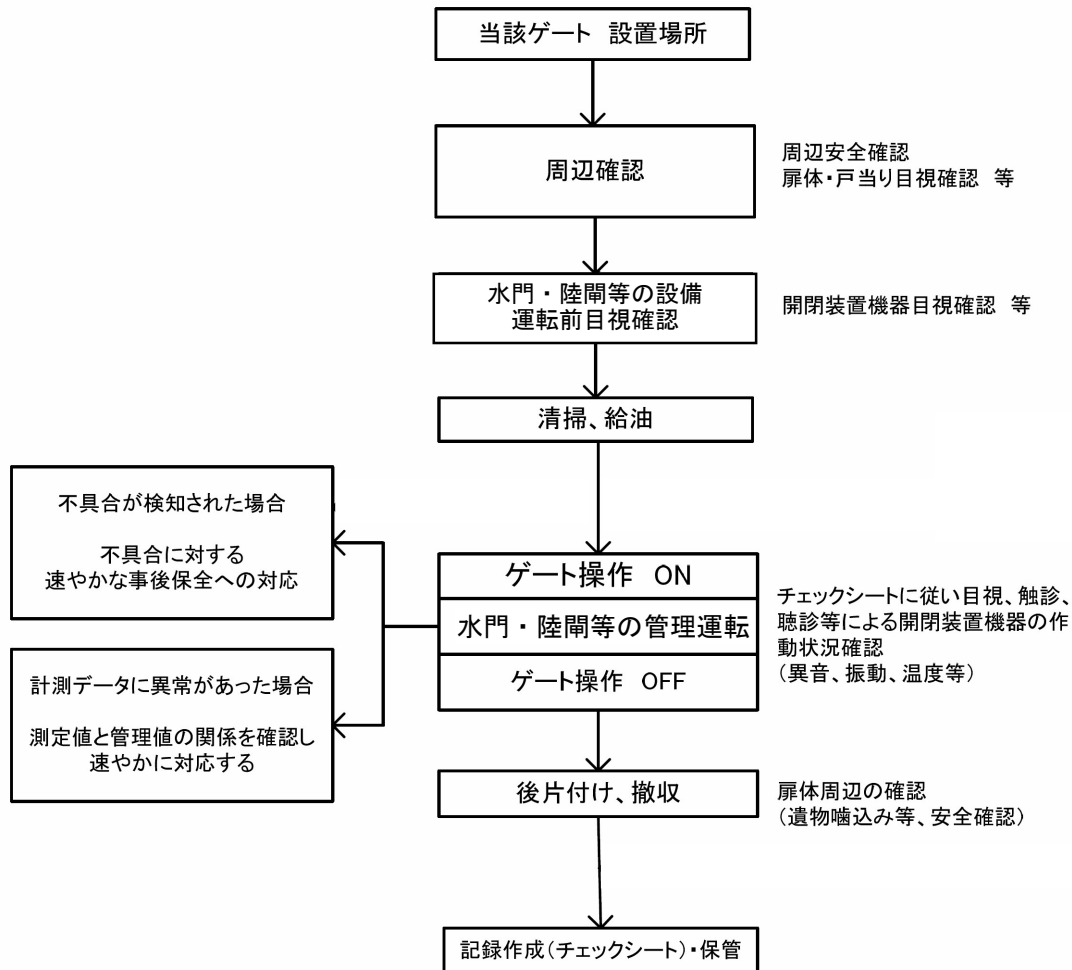 当該ゲート 設置場所
周辺確認
周辺安全確認
扉体・戸当り目視確認 等
水門・陸閘等の設備
運転前目視確認
開閉装置機器目視確認 等
清掃、給油
不具合が検知された場合
不具合に対する
速やかな事後保全への対応
計測データに異常があった場合
測定値と管理値の関係を確認し
速やかに対応する
ゲート操作 ON
水門・陸閘等の管理運転
ゲート操作 OFF
チェックシートに従い目視、触診、
聴診等による開閉装置機器の作
動状況確認
(異音、振動、温度等)
後片付け、撤収
扉体周辺の確認
(遺物噛込み等、安全確認)
記録作成(チェックシート)・保管